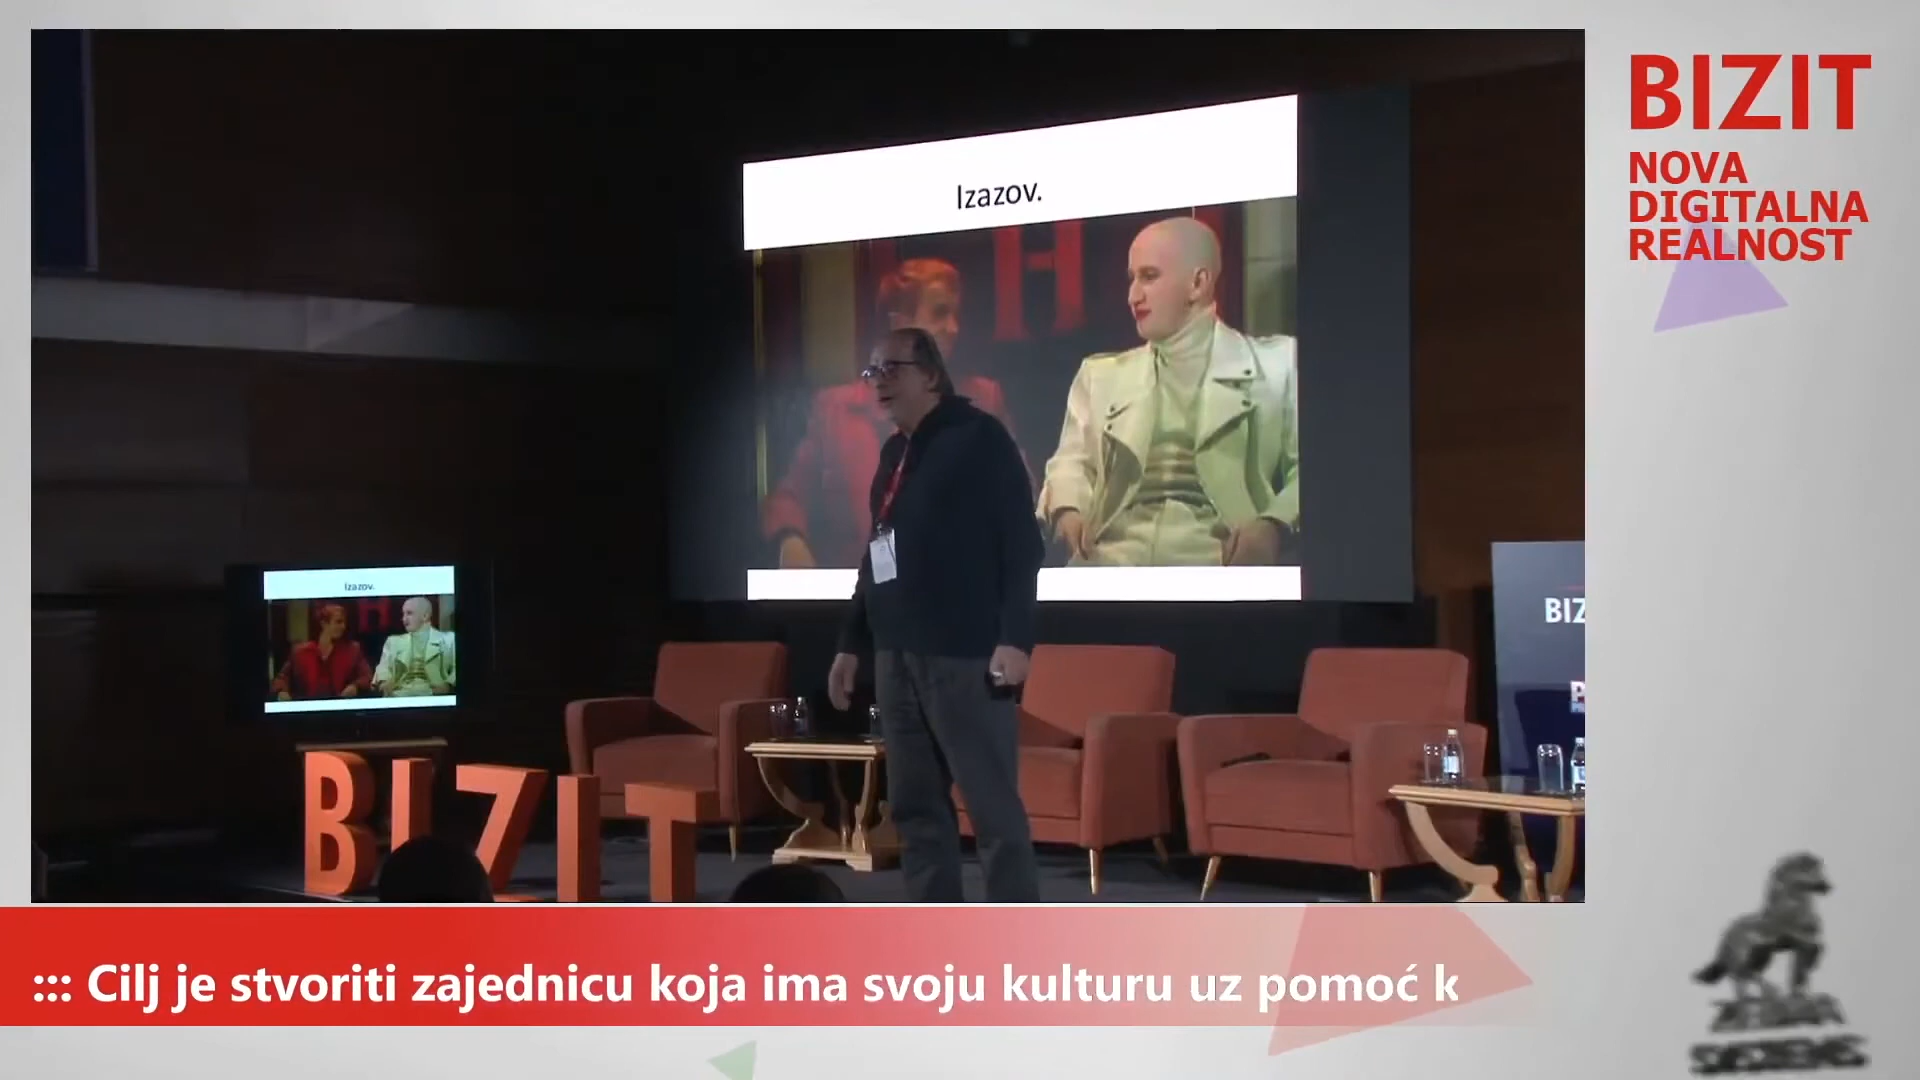 BIZIT
NOVA
DIGITALNA
REALNOST
Izazov.
H
Izazov.
H
BIZ
P
BIZIT
::: Cilj je stvoriti zajednicu koja ima svoju kulturu uz pomoć k